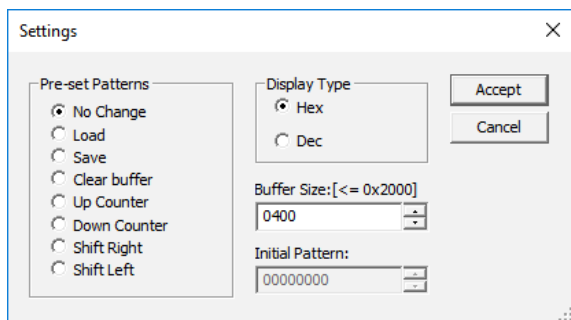 Settings
Pre-set Patterns
No Change
Load
Save
Clear buffer
Up Counter
Down Counter
Shift Right
Shift Left
Display Type
Hex
Dec
Buffer Size:[<= 0x2000]
0400
Initial Pattern:
00000000
Accept
Cancel